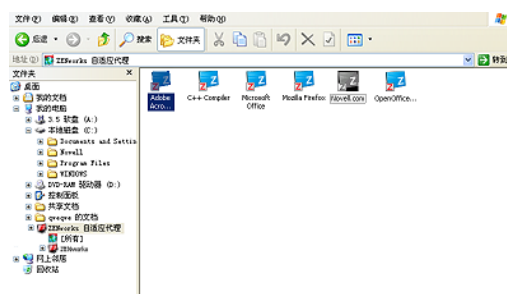 文件(F) 编辑(E) 查看(V) 收藏(A) 工具(T) 帮助(H)
后退 搜索 文件夹
地址(D) ZENworks 自适应代理 转到
文件夹
桌面
我的文档
我的电脑
3.5 软盘 (A:)
本地磁盘 (C:)
Documents and Settin
Novell
Program Files
WINDOWS
DVD-RAM 驱动器 (D:)
控制面板
共享文档
qweqwe 的文档
ZENworks 自适应代理
[所有]
ZENworks
网上邻居
回收站
Adobe Acro...
C++-Compiler
Microsoft Office
Mozilla Firefox
Novell.com
OpenOffice...